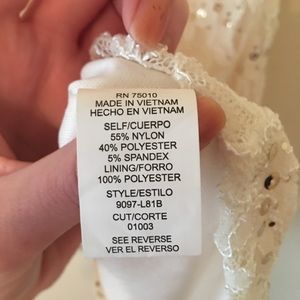 RN 75010
MADE IN VIETNAM
HECHO EN VIETNAM
SELF/CUERPO
55% NYLON
40% POLYESTER
5% SPANDEX
LINING/FORRO
100% POLYESTER
STYLE/ESTILO
9097-L81B
CUT/CORTE
01003
SEE REVERSE
VER EL REVERSO